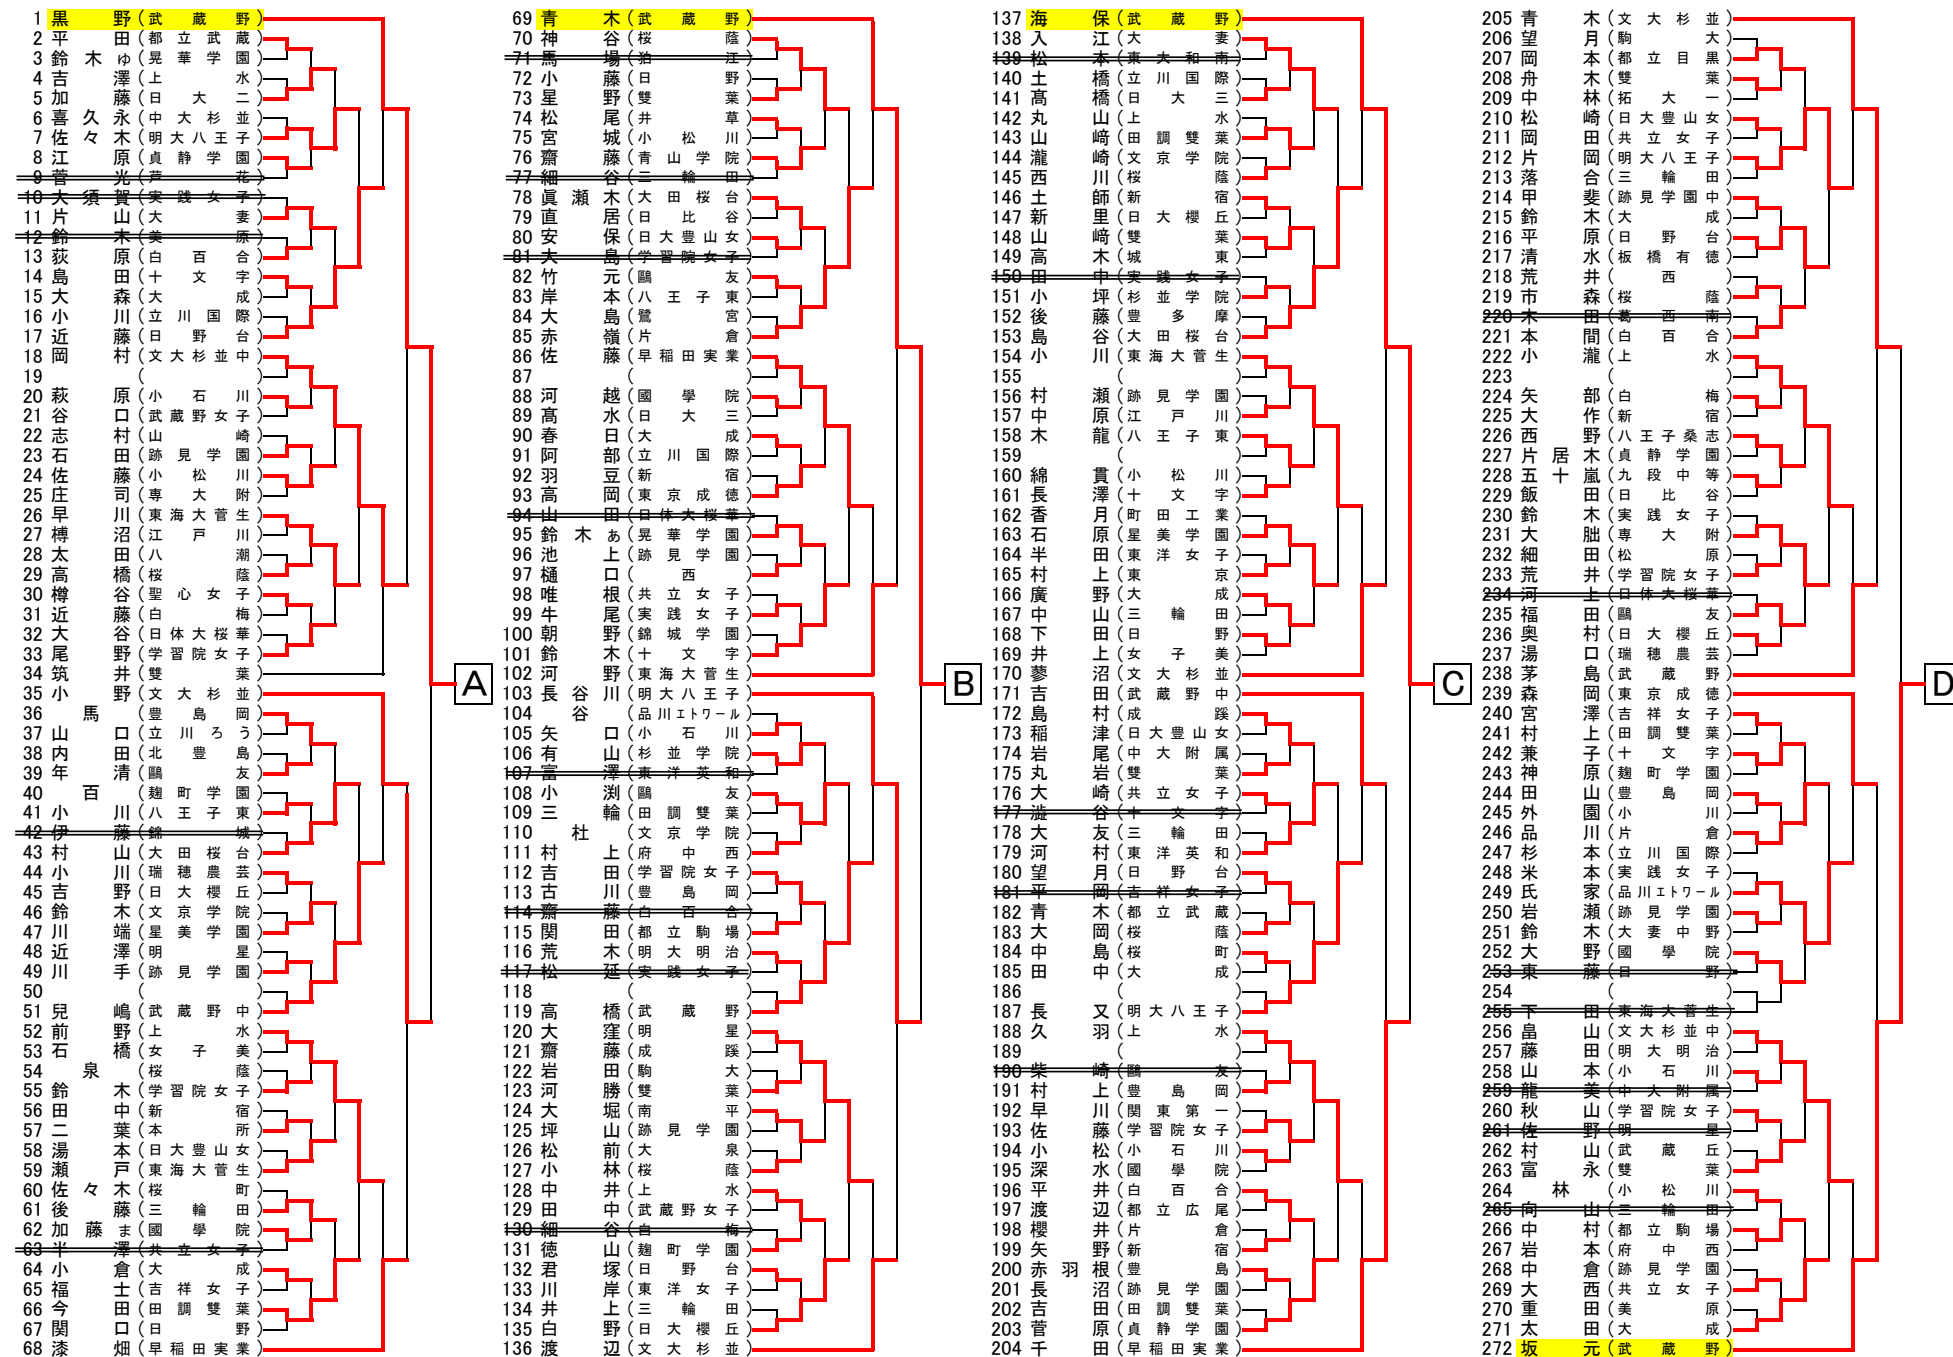 1 黒野(武蔵野)
2 平田(都立武蔵)
3 鈴木ゅ(晃華学園)
4 吉澤(上水)
5 加藤(日大二)
6 喜久永(中大杉並)
7 佐々木(明大八王子)
8 江原(貞静学園)
9 菅光(芦花)
10 大須賀(実践女子)
11 片山(大妻)
12 鈴木(美原)
13 荻原(白百合)
14 島田(十文字)
15 大森(大成)
16 小川(立川国際)
17 近藤(日野台)
18 岡村(文大杉並中)
19 ( )
20 萩原(小石川)
21 谷口(武蔵野女子)
22 志村(山崎)
23 石田(跡見学園)
24 佐藤(小松川)
25 庄司(専大附)
26 早川(東海大菅生)
27 榑沼(江戸川)
28 太田(八潮)
29 高橋(桜蔭)
30 樽谷(聖心女子)
31 近藤(白梅)
32 大谷(日体大桜華)
33 尾野(学習院女子)
34 筑井(雙葉)
35 小野(文大杉並)
36 馬(豊島岡)
37 山口(立川ろう)
38 内田(北豊島)
39 年清(鷗友)
40 百(麹町学園)
41 小川(八王子東)
42 伊藤(錦城)
43 村山(大田桜台)
44 小川(瑞穂農芸)
45 吉野(日大櫻丘)
46 鈴木(文京学院)
47 川端(星美学園)
48 近澤(明星)
49 川手(跡見学園)
50 ( )
51 兒嶋(武蔵野中)
52 前野(上水)
53 石橋(女子美)
54 泉(桜蔭)
55 鈴木(学習院女子)
56 田中(新宿)
57 二葉(本所)
58 湯本(日大豊山女)
59 瀬戸(東海大菅生)
60 佐々木(桜町)
61 後藤(三輪田)
62 加藤ま(國學院)
63 半澤(共立女子)
64 小倉(大成)
65 福士(吉祥女子)
66 今田(田調雙葉)
67 関口(日野)
68 漆畑(早稲田実業)
A
69 青木(武蔵野)
70 神谷(桜蔭)
71 馬場(狛江)
72 小藤(日野)
73 星野(雙葉)
74 松尾(井草)
75 宮城(小松川)
76 齋藤(青山学院)
77 細谷(三輪田)
78 眞瀬木(大田桜台)
79 直居(日比谷)
80 安保(日大豊山女)
81 大島(学習院女子)
82 竹元(鷗友)
83 岸本(八王子東)
84 大島(鷺宮)
85 赤嶺(片倉)
86 佐藤(早稲田実業)
87 ( )
88 河越(國學院)
89 髙水(日大三)
90 春日(大成)
91 阿部(立川国際)
92 羽豆(新宿)
93 高岡(東京成徳)
94 山田(日体大桜華)
95 鈴木ぁ(晃華学園)
96 池上(跡見学園)
97 樋口(西)
98 唯根(共立女子)
99 牛尾(実践女子)
100 朝野(錦城学園)
101 鈴木(十文字)
102 河野(東海大菅生)
103 長谷川(明大八王子)
104 谷(品川エトワール)
105 矢口(小石川)
106 有山(杉並学院)
107 富澤(東洋英和)
108 小渕(鷗友)
109 三輪(田調雙葉)
110 杜(文京学院)
111 村上(府中西)
112 吉田(学習院女子)
113 古川(豊島岡)
114 齋藤(白百合)
115 関田(都立駒場)
116 荒木(明大明治)
117 松延(実践女子)
118 ( )
119 高橋(武蔵野)
120 大窪(明星)
121 齋藤(成蹊)
122 岩田(駒大)
123 河勝(雙葉)
124 大堀(南平)
125 坪山(跡見学園)
126 松前(大泉)
127 小林(桜蔭)
128 中井(上水)
129 田中(武蔵野女子)
130 細谷(白梅)
131 徳山(麹町学園)
132 君塚(日野台)
133 川岸(東洋女子)
134 井上(三輪田)
135 白野(日大櫻丘)
136 渡辺(文大杉並)
B
137 海保(武蔵野)
138 入江(大妻)
139 松本(東大和南)
140 土橋(立川国際)
141 髙橋(日大三)
142 丸山(上水)
143 山﨑(田調雙葉)
144 瀧崎(文京学院)
145 西川(桜蔭)
146 土師(新宿)
147 新里(日大櫻丘)
148 山﨑(雙葉)
149 高木(城東)
150 田中(実践女子)
151 小坪(杉並学院)
152 後藤(豊多摩)
153 島谷(大田桜台)
154 小川(東海大菅生)
155 ( )
156 村瀬(跡見学園)
157 中原(江戸川)
158 木龍(八王子東)
159 ( )
160 綿貫(小松川)
161 長澤(十文字)
162 香月(町田工業)
163 石原(星美学園)
164 半田(東洋女子)
165 村上(東京)
166 廣野(大成)
167 中山(三輪田)
168 下田(日野)
169 井上(女子美)
170 蓼沼(文大杉並)
171 吉田(武蔵野中)
172 島村(成蹊)
173 稲津(日大豊山女)
174 岩尾(中大附属)
175 丸岩(雙葉)
176 大崎(共立女子)
177 澁谷(十文字)
178 大友(三輪田)
179 河村(東洋英和)
180 望月(日野台)
181 平岡(吉祥女子)
182 青木(都立武蔵)
183 大岡(桜蔭)
184 中島(桜町)
185 田中(大成)
186 ( )
187 長又(明大八王子)
188 久羽(上水)
189 ( )
190 柴崎(鷗友)
191 村上(豊島岡)
192 早川(関東第一)
193 佐藤(学習院女子)
194 小松(小石川)
195 深水(國學院)
196 平井(白百合)
197 渡辺(都立広尾)
198 櫻井(片倉)
199 矢野(新宿)
200 赤羽根(豊島)
201 長沼(跡見学園)
202 吉田(田調雙葉)
203 菅原(貞静学園)
204 千田(早稲田実業)
C
205 青木(文大杉並)
206 望月(駒大)
207 岡本(都立目黒)
208 舟木(雙葉)
209 中林(拓大一)
210 松崎(日大豊山女)
211 岡田(共立女子)
212 片岡(明大八王子)
213 落合(三輪田)
214 甲斐(跡見学園中)
215 鈴木(大成)
216 平原(日野台)
217 清水(板橋有徳)
218 荒井(西)
219 市森(桜蔭)
220 木田(葛西南)
221 本間(白百合)
222 小瀧(上水)
223 ( )
224 矢部(白梅)
225 大作(新宿)
226 西野(八王子桑志)
227 片居木(貞静学園)
228 五十嵐(九段中等)
229 飯田(日比谷)
230 鈴木(実践女子)
231 大朏(専大附)
232 細田(松原)
233 荒井(学習院女子)
234 河上(日体大桜華)
235 福田(鷗友)
236 奥村(日大櫻丘)
237 湯口(瑞穂農芸)
238 茅島(武蔵野)
239 森岡(東京成徳)
240 宮澤(吉祥女子)
241 村上(田調雙葉)
242 兼子(十文字)
243 神原(麹町学園)
244 田山(豊島岡)
245 外園(小川)
246 品川(片倉)
247 杉本(立川国際)
248 米本(実践女子)
249 氏家(品川エトワール)
250 岩瀬(跡見学園)
251 鈴木(大妻中野)
252 大野(國學院)
253 東藤(日野)
254 ( )
255 下田(東海大菅生)
256 畠山(文大杉並中)
257 藤田(明大明治)
258 山本(小石川)
259 龍美(中大附属)
260 秋山(学習院女子)
261 佐野(明星)
262 村山(武蔵丘)
263 富永(雙葉)
264 林(小松川)
265 向山(三輪田)
266 中村(都立駒場)
267 岩本(府中西)
268 中倉(跡見学園)
269 大西(共立女子)
270 重田(美原)
271 太田(大成)
272 坂元(武蔵野)
D